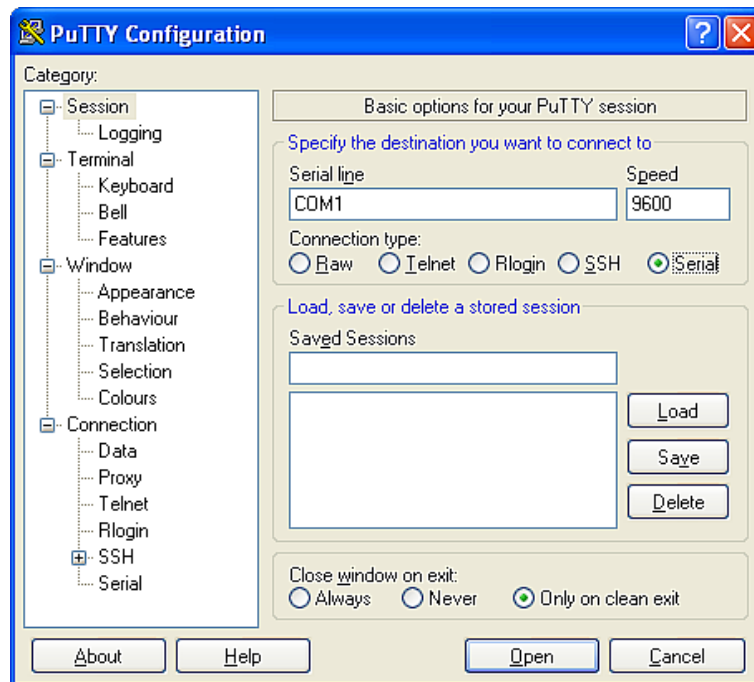 PuTTY Configuration
Category:
Session
Logging
Terminal
Keyboard
Bell
Features
Window
Appearance
Behaviour
Translation
Selection
Colours
Connection
Data
Proxy
Telnet
Rlogin
SSH
Serial
Basic options for your PuTTY session
Specify the destination you want to connect to
Serial line Speed
COM1 9600
Connection type:
Raw Telnet Rlogin SSH Serial
Load, save or delete a stored session
Saved Sessions
Load
Save
Delete
Close window on exit:
Always Never Only on clean exit
About Help Open Cancel